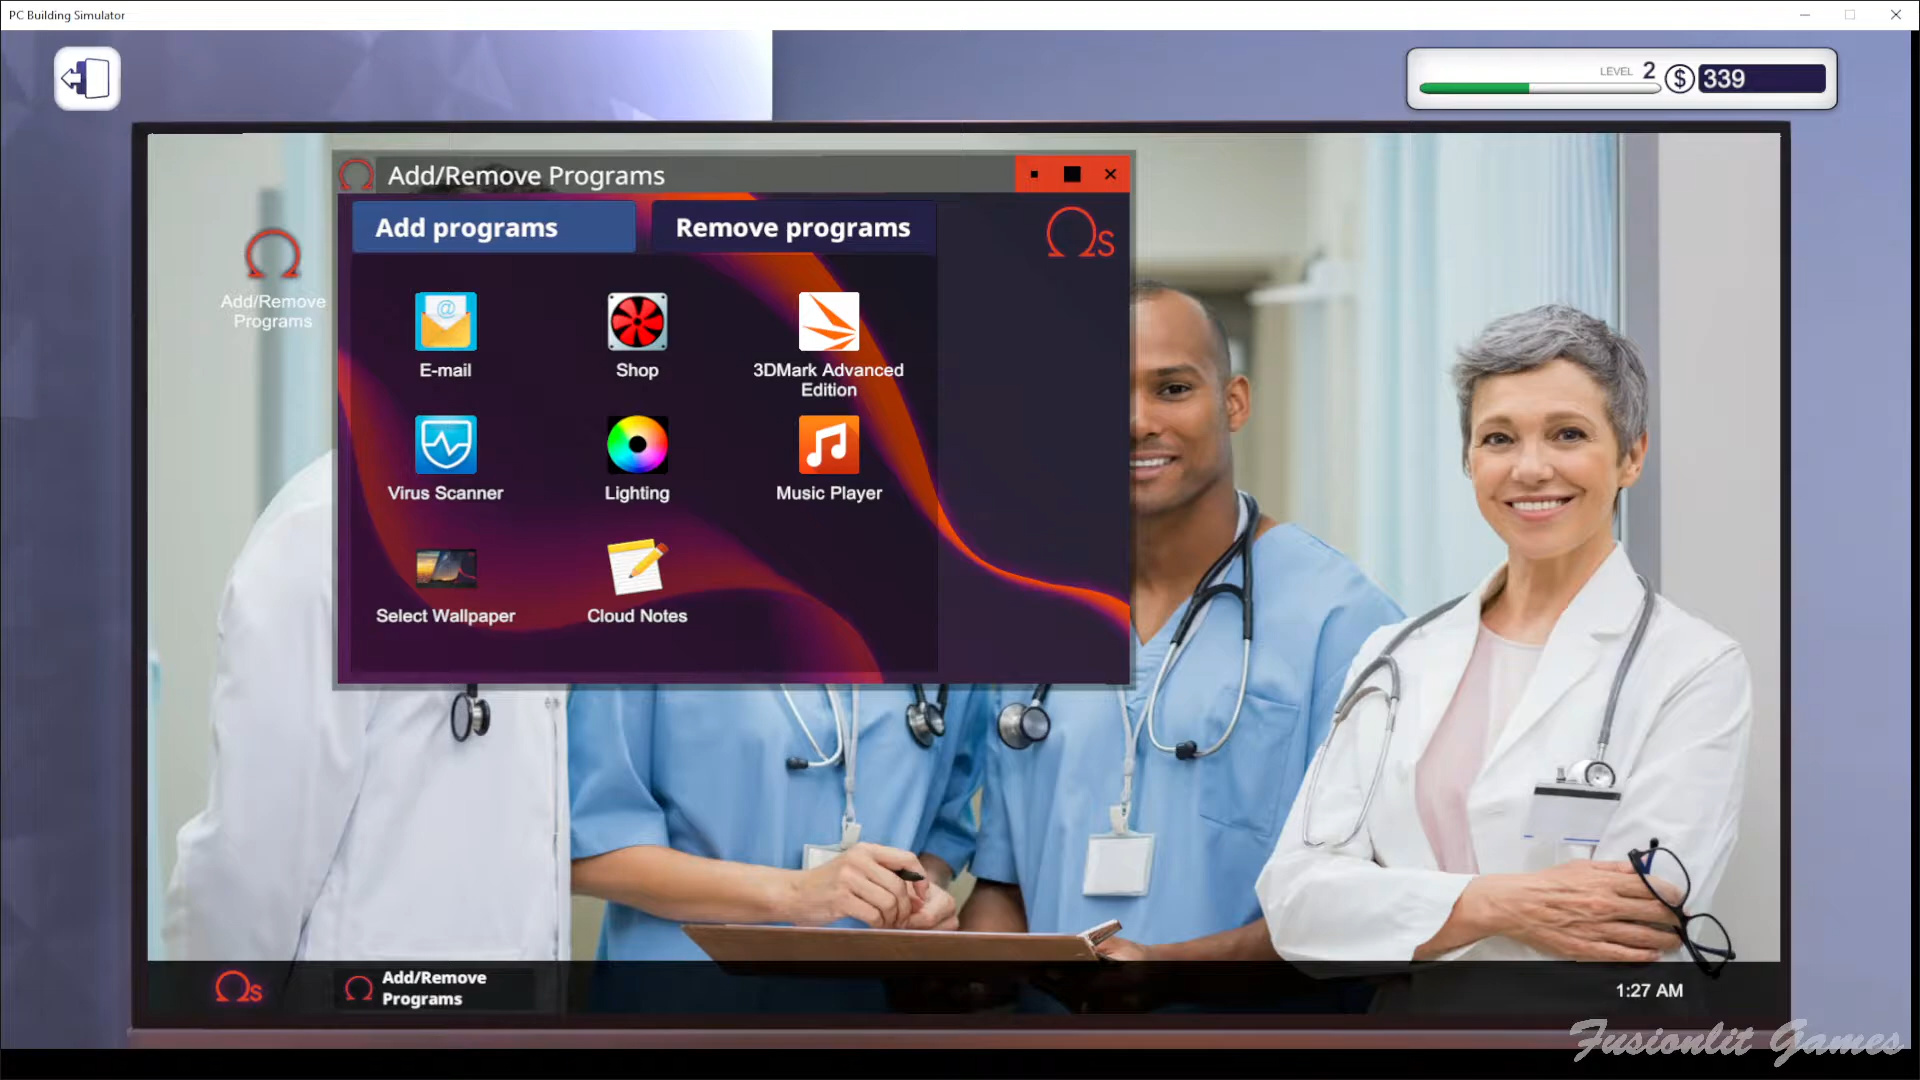 PC Building Simulator
LEVEL 2
$ 339
Add/Remove Programs
Add programs
Remove programs
Ωs
Add/Remove
Programs
E-mail
Shop
3DMark Advanced
Edition
Virus Scanner
Lighting
Music Player
Select Wallpaper
Cloud Notes
Ωs
Add/Remove
Programs
1:27 AM
Fusionlit Games